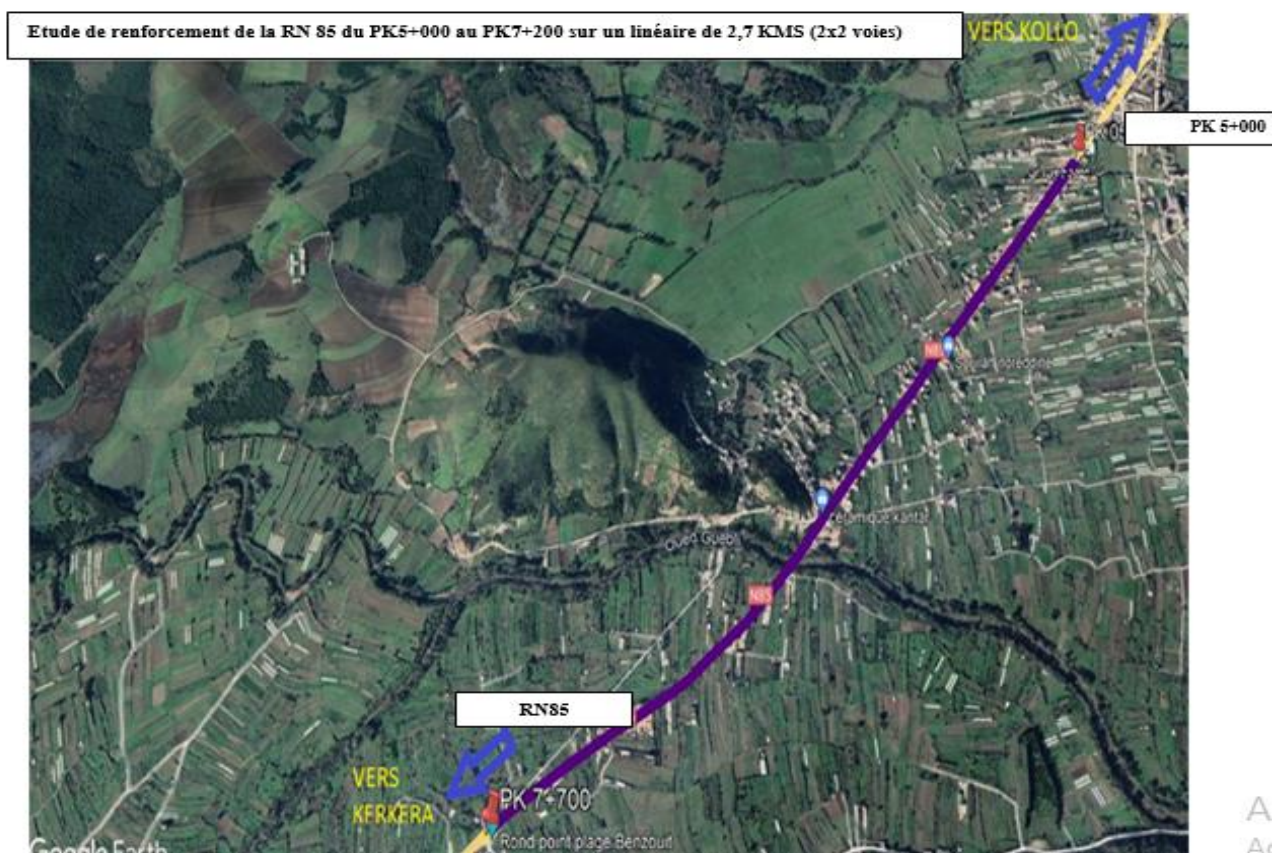 Etude de renforcement de la RN 85 du PK5+000 au PK7+200 sur un linéaire de 2,7 KMS (2x2 voies)
VERS KOLLO
PK 5+000
céramique kantar
Oued Guebli
N85
RN85
VERS
KERKERA
PK 7+700
Rond point plage Benzouit
Google Earth